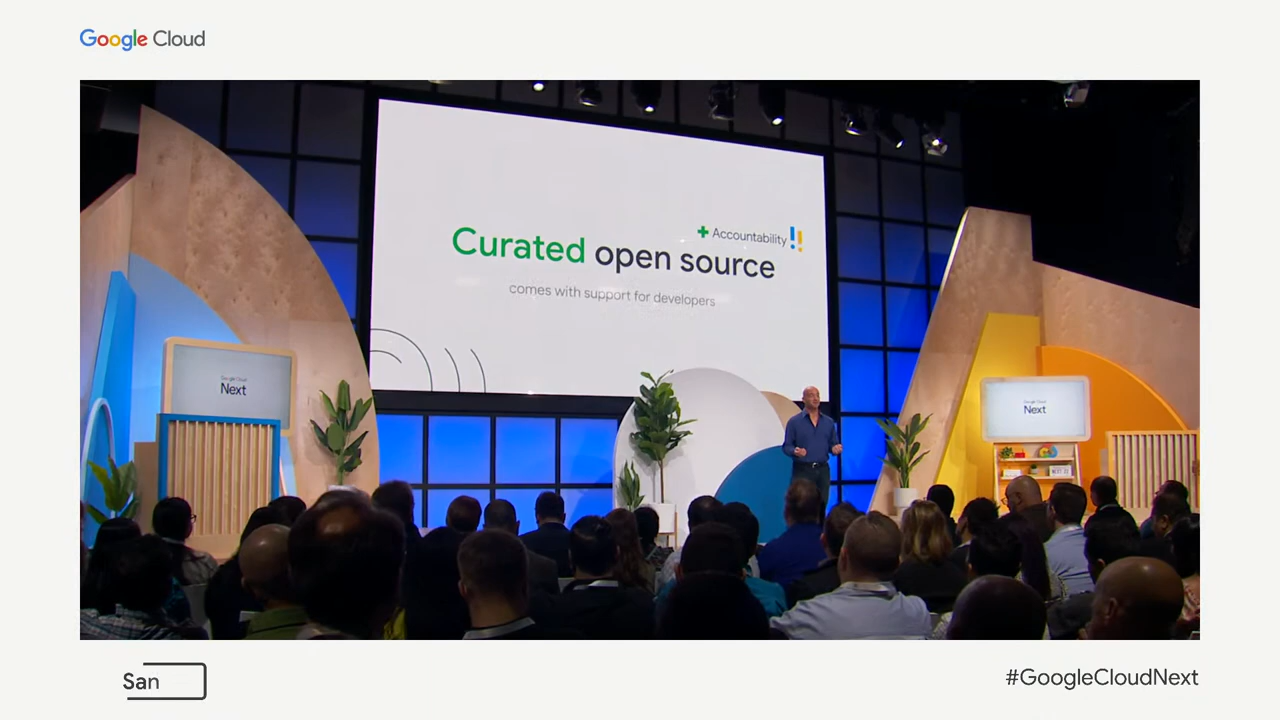 Google Cloud
+ Accountability !!
Curated open source
comes with support for developers
Google Cloud
Next
Google Cloud
Next
San
#GoogleCloudNext